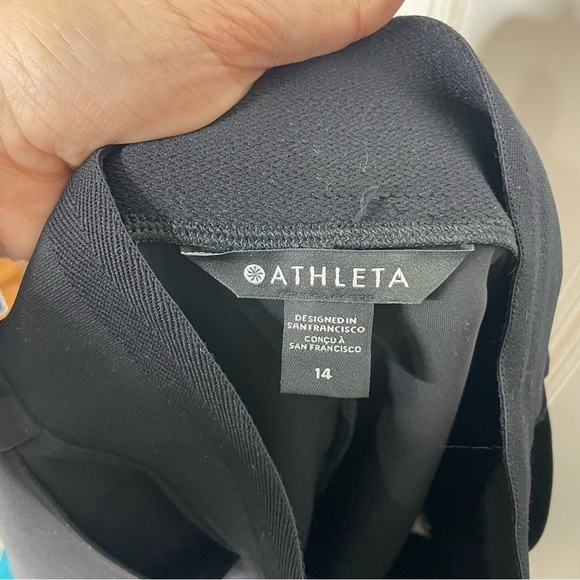 ATHLETA
DESIGNED IN
SAN FRANCISCO
CONÇU À
SAN FRANCISCO
14